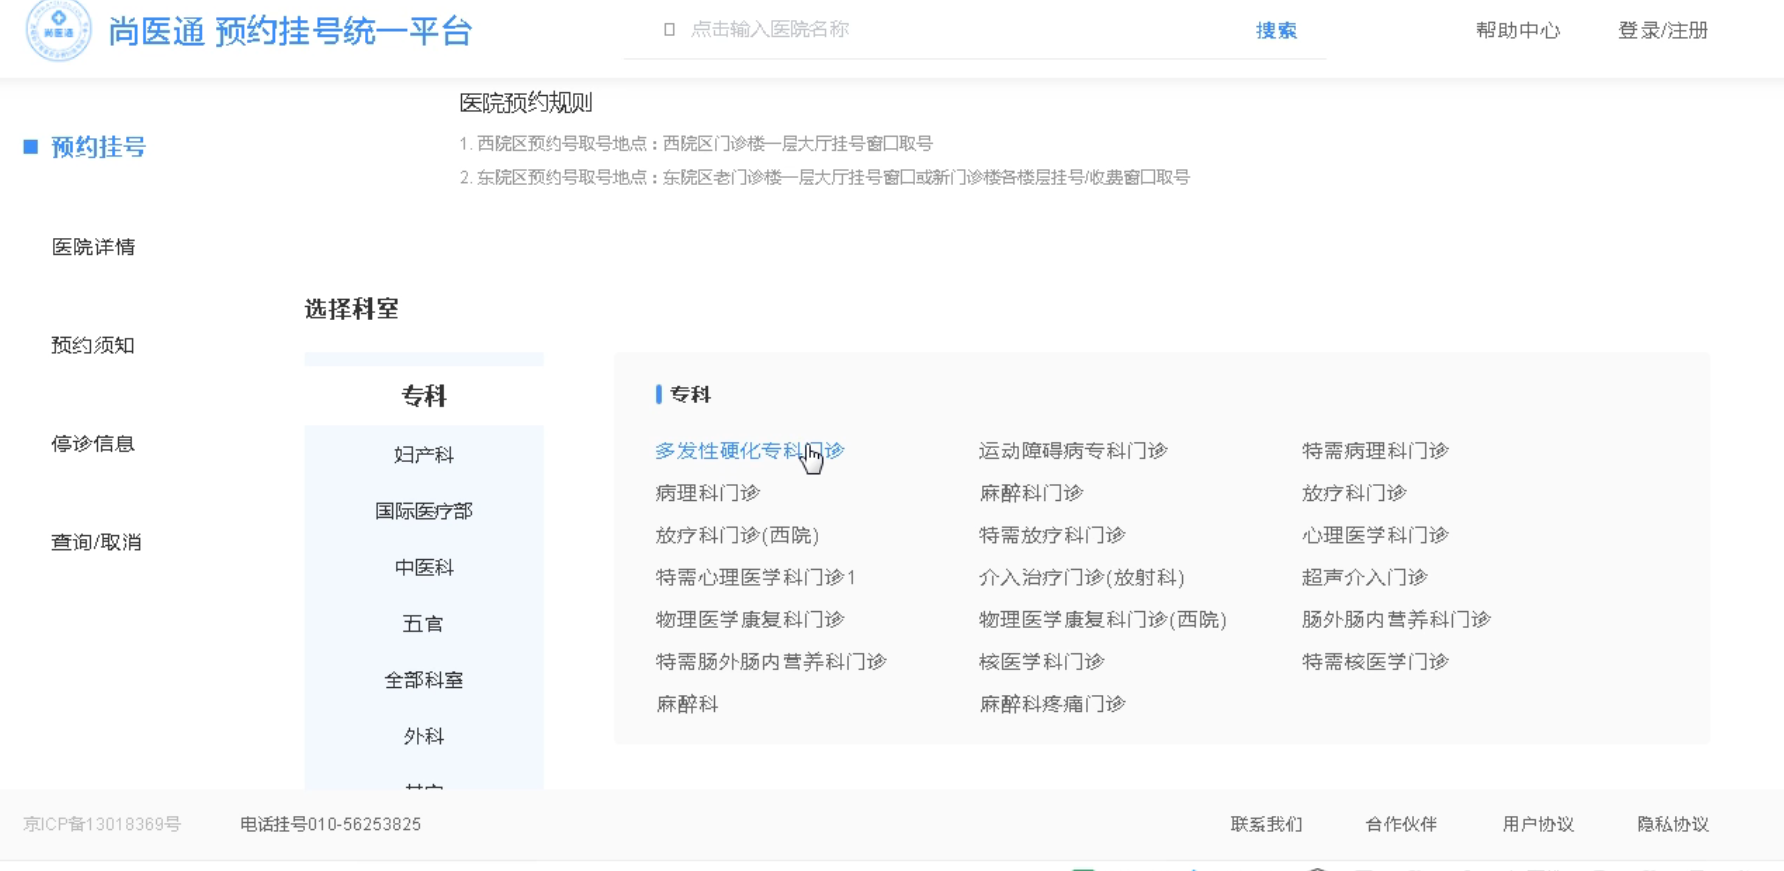 尚医通
尚医通 预约挂号统一平台
点击输入医院名称
搜索
帮助中心
登录/注册
预约挂号
医院详情
预约须知
停诊信息
查询/取消
医院预约规则
1. 西院区预约号取号地点：西院区门诊楼一层大厅挂号窗口取号
2. 东院区预约号取号地点：东院区老门诊楼一层大厅挂号窗口或新门诊楼各楼层挂号/收费窗口取号
选择科室
专科
妇产科
国际医疗部
中医科
五官
全部科室
外科
专科
多发性硬化专科门诊
运动障碍病专科门诊
特需病理科门诊
病理科门诊
麻醉科门诊
放疗科门诊
放疗科门诊(西院)
特需放疗科门诊
心理医学科门诊
特需心理医学科门诊1
介入治疗门诊(放射科)
超声介入门诊
物理医学康复科门诊
物理医学康复科门诊(西院)
肠外肠内营养科门诊
特需肠外肠内营养科门诊
核医学科门诊
特需核医学门诊
麻醉科
麻醉科疼痛门诊
京ICP备13018369号
电话挂号010-56253825
联系我们
合作伙伴
用户协议
隐私协议